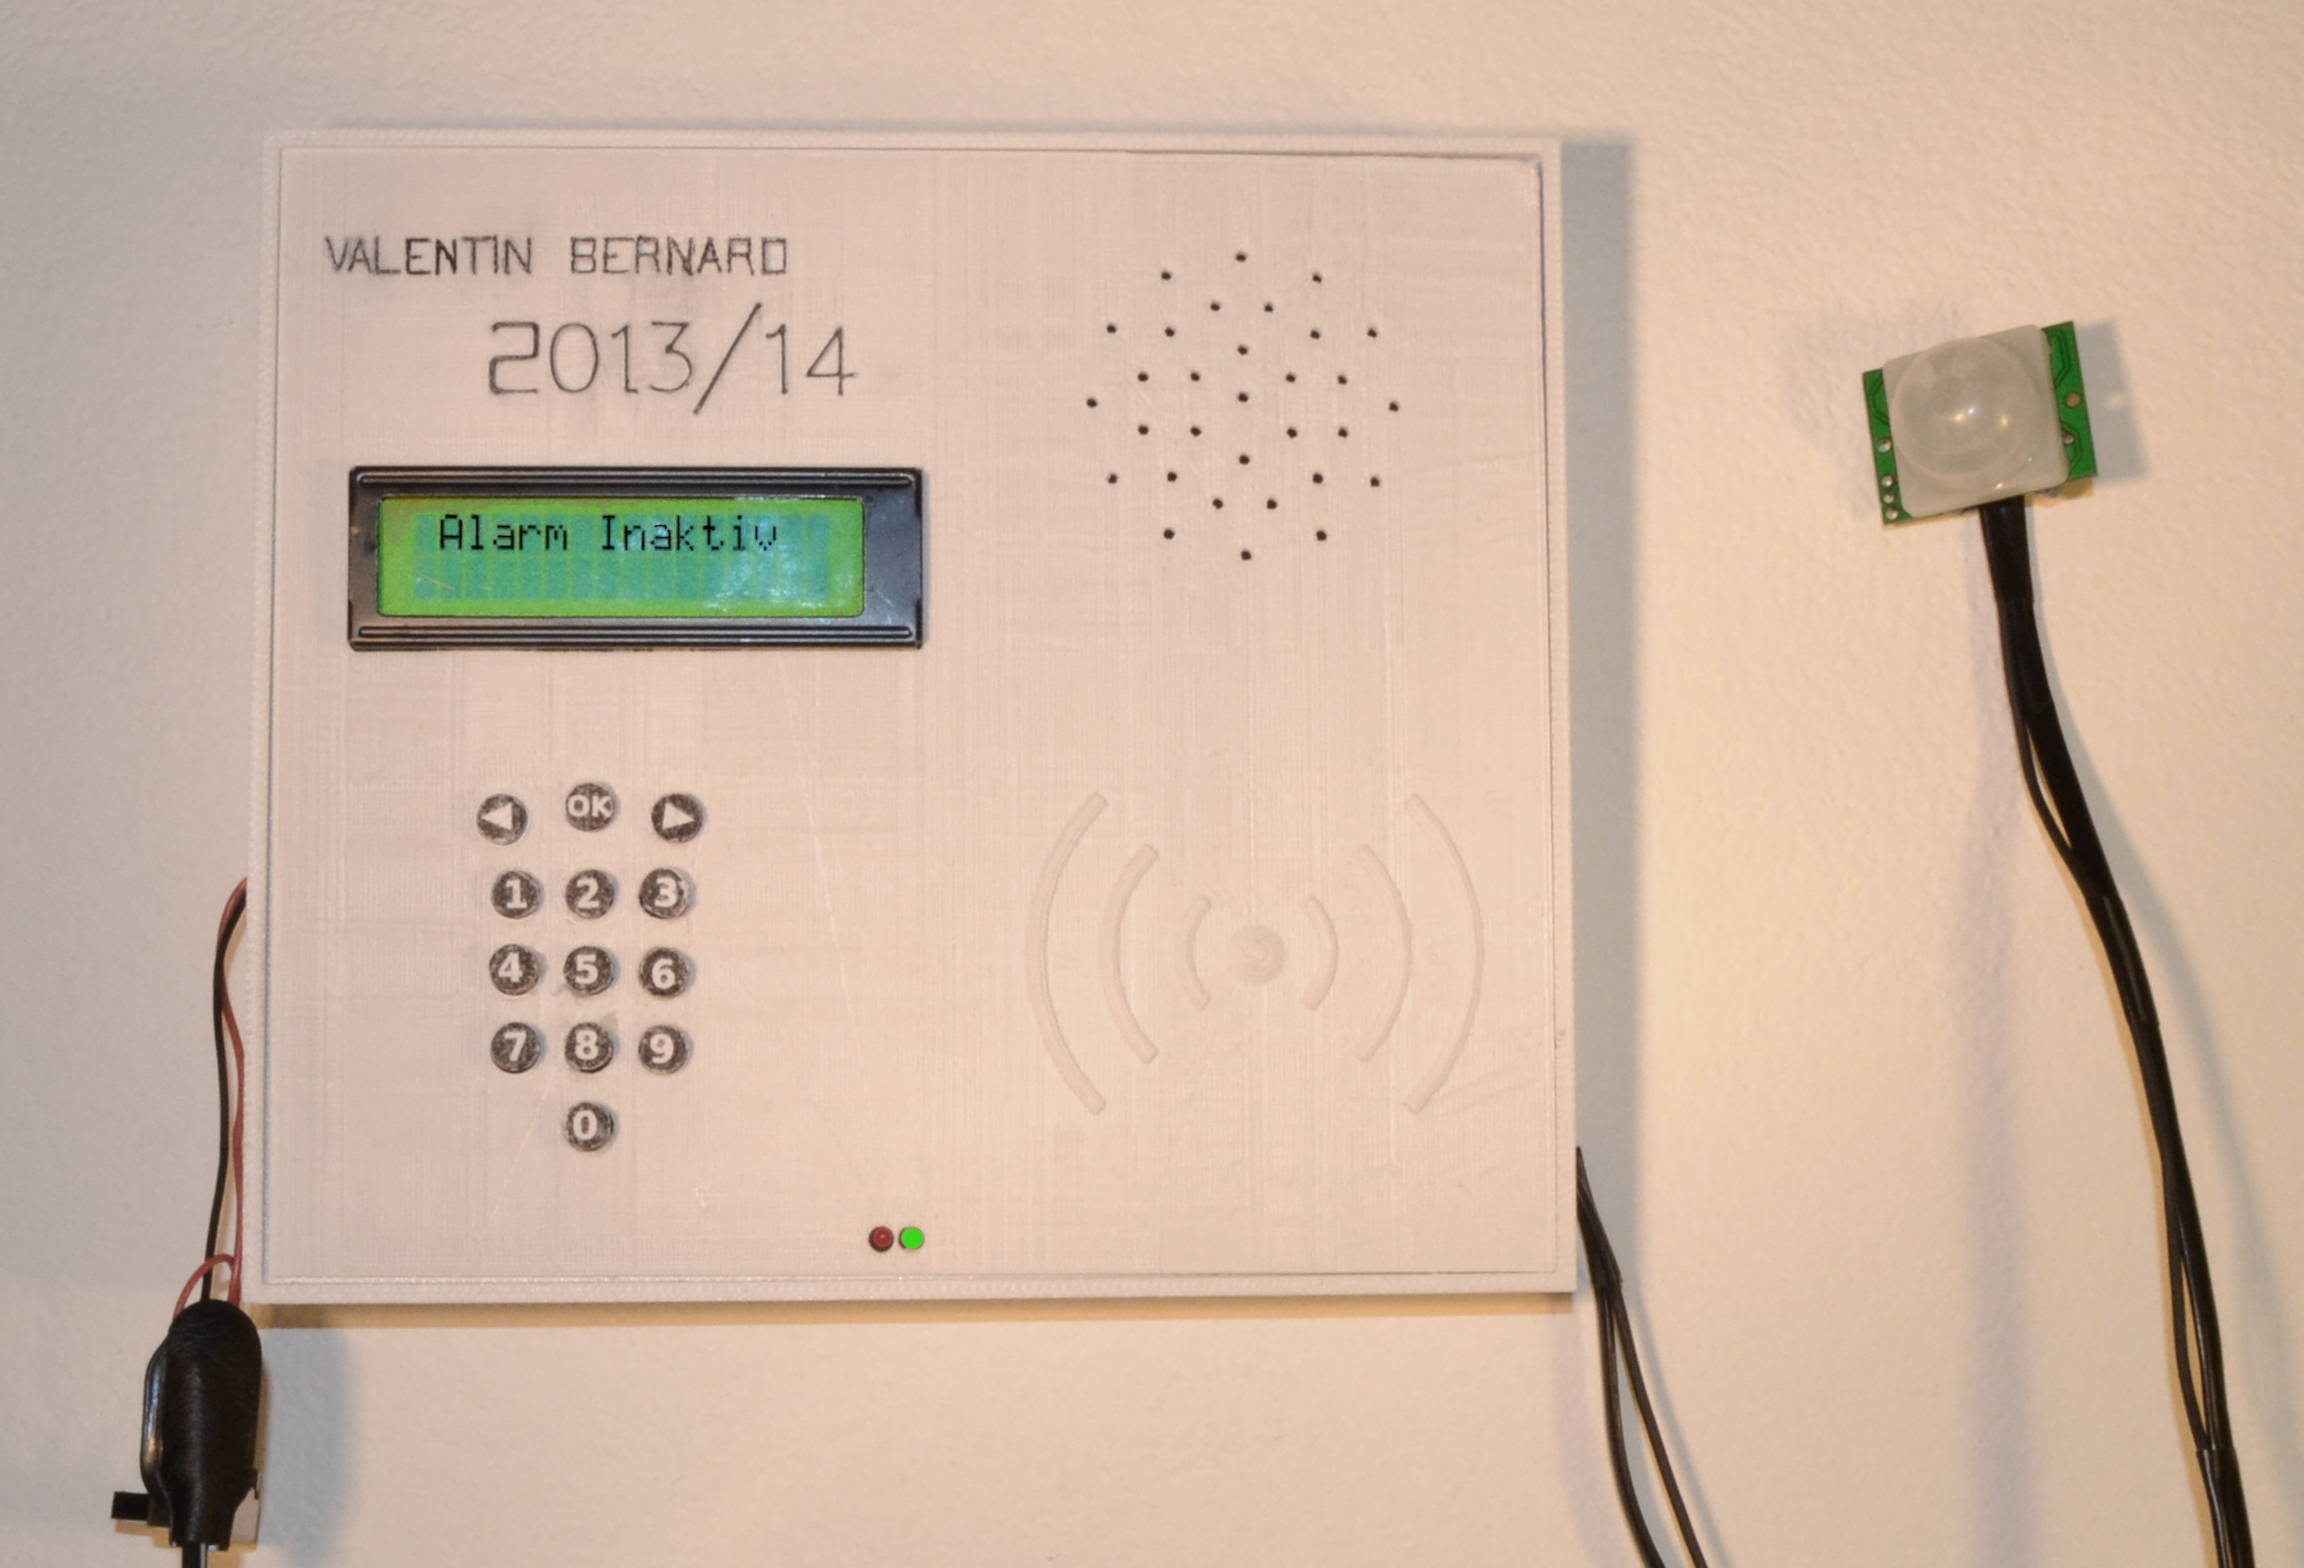 VALENTIN BERNARD
2013/14
Alarm Inaktiv
◀ OK ▶
1 2 3
4 5 6
7 8 9
0